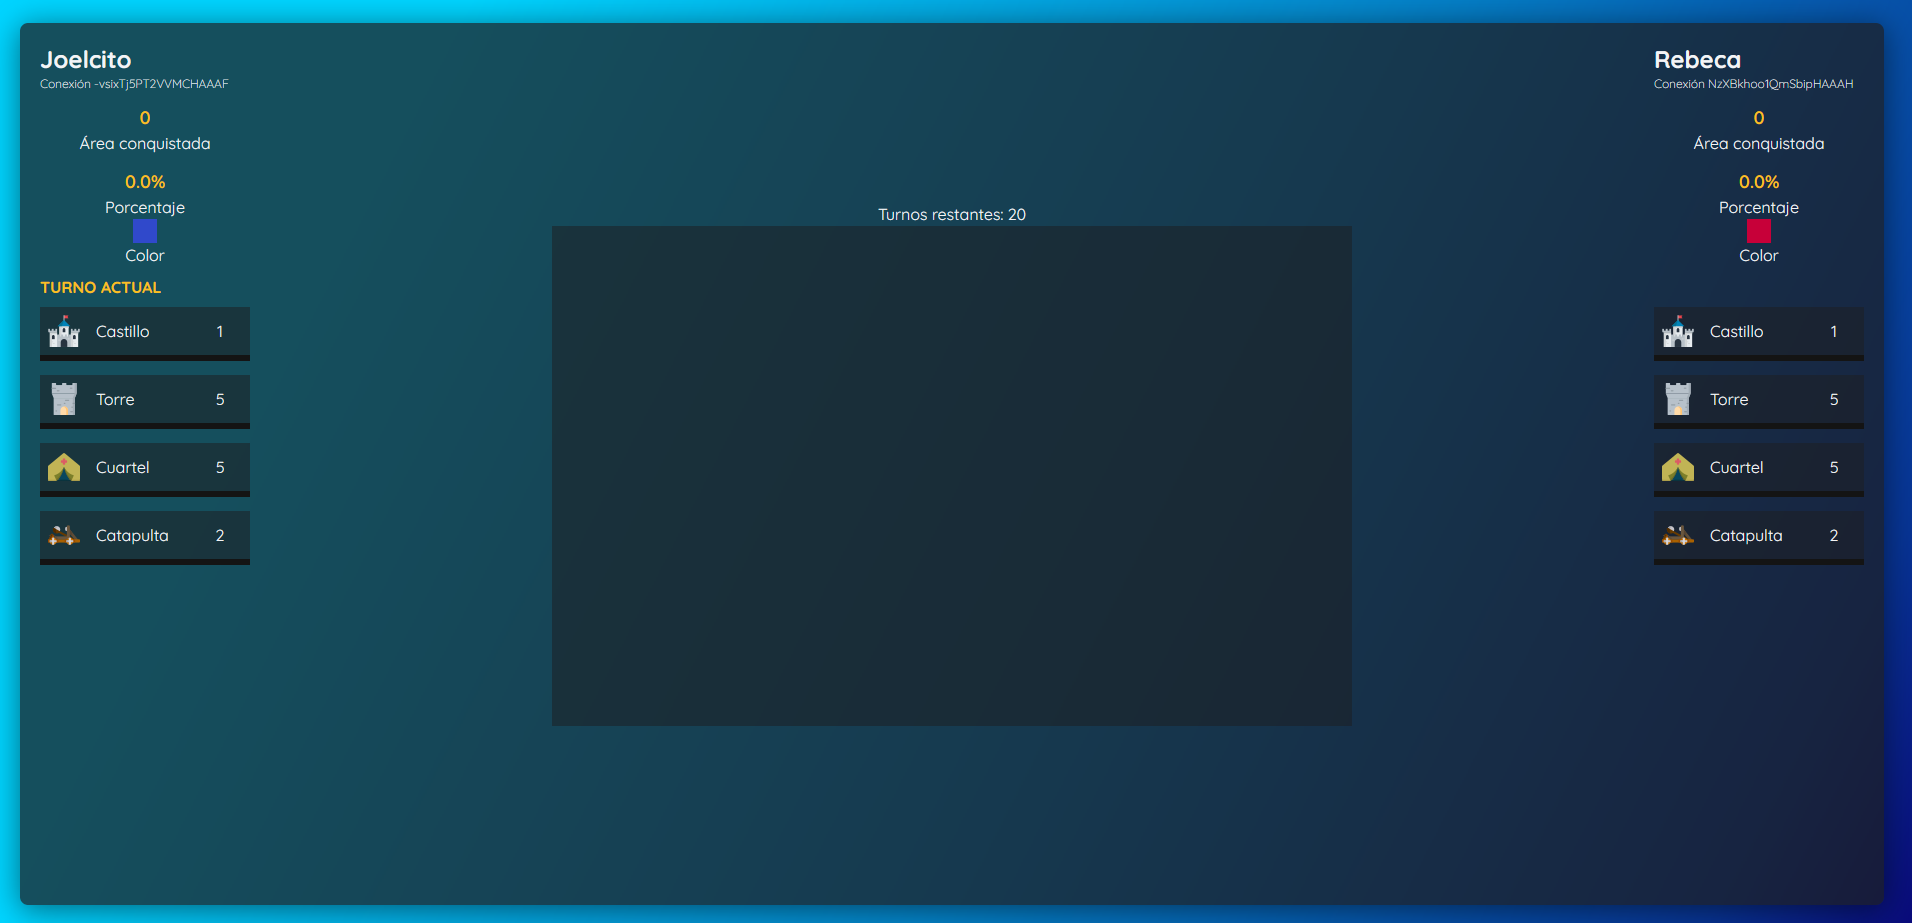 Joelcito
Conexión -vsixTj5PT2VVMCHAAAF
0
Área conquistada
0.0%
Porcentaje
Color
TURNO ACTUAL
Castillo 1
Torre 5
Cuartel 5
Catapulta 2
Turnos restantes: 20
Rebeca
Conexión NzXBkhoo1QmSbipHAAAH
0
Área conquistada
0.0%
Porcentaje
Color
Castillo 1
Torre 5
Cuartel 5
Catapulta 2